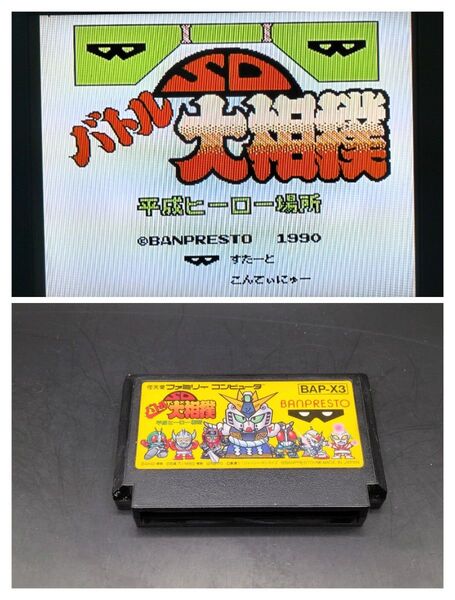 SD
バトル
大相撲
平成ヒーロー場所
©BANPRESTO 1990
すたーと
こんてぃにゅー
任天堂 ファミリー コンピュータ
BAP-X3
SD
バトル大相撲
平成ヒーロー場所
BANPRESTO
MADE IN JAPAN